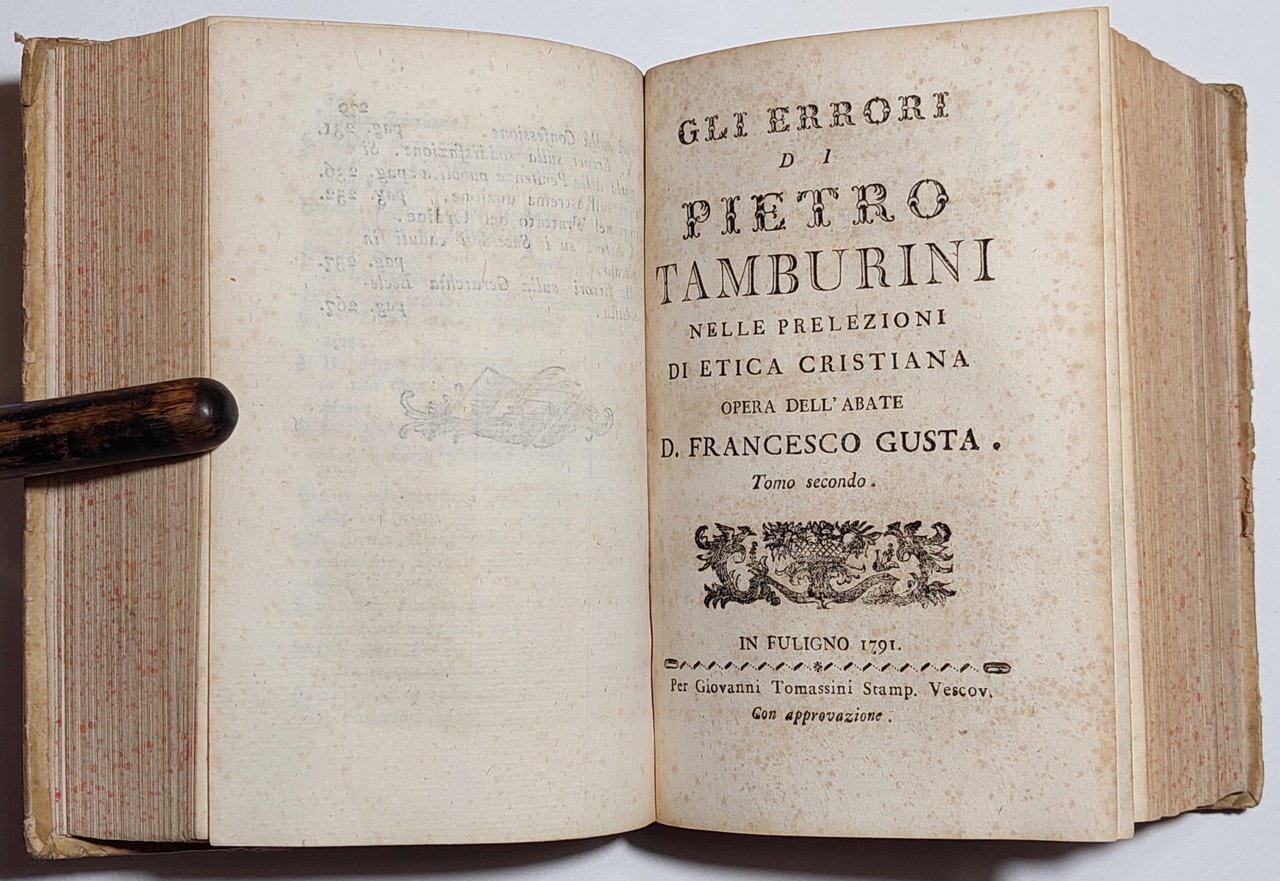 GLI ERRORI
DI
PIETRO
TAMBURINI
NELLE PRELEZIONI
DI ETICA CRISTIANA
OPERA DELL' ABATE
D. FRANCESCO GUSTA.
Tomo secondo.
IN FULIGNO 1791.
Per Giovanni Tomassini Stamp. Vescov.
Con approvazione.